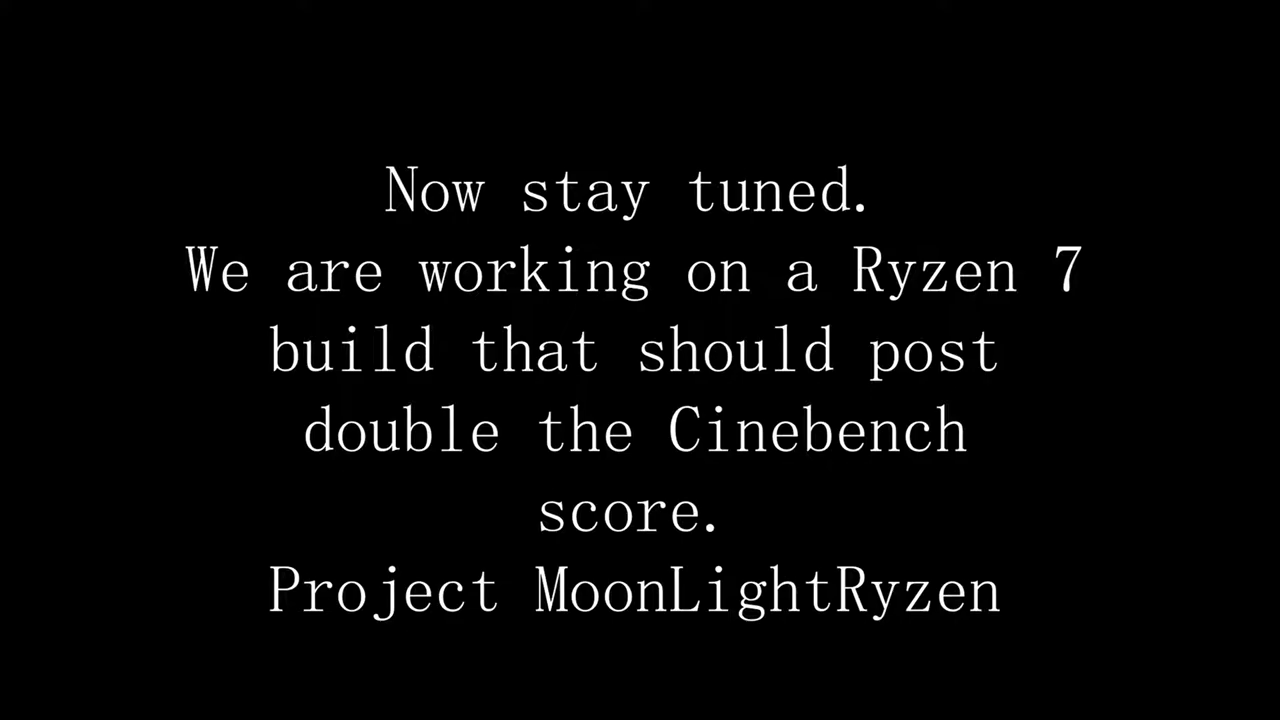 Now stay tuned.
We are working on a Ryzen 7
build that should post
double the Cinebench
score.
Project MoonLightRyzen